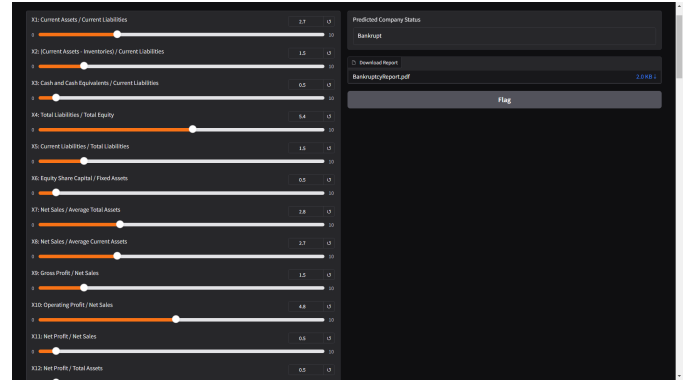 X1: Current Assets / Current Liabilities
2.7
0
10
X2: (Current Assets - Inventories) / Current Liabilities
1.5
0
10
X3: Cash and Cash Equivalents / Current Liabilities
0.5
0
10
X4: Total Liabilities / Total Equity
5.4
0
10
X5: Current Liabilities / Total Liabilities
1.5
0
10
X6: Equity Share Capital / Fixed Assets
0.5
0
10
X7: Net Sales / Average Total Assets
2.8
0
10
X8: Net Sales / Average Current Assets
2.7
0
10
X9: Gross Profit / Net Sales
1.5
0
10
X10: Operating Profit / Net Sales
4.8
0
10
X11: Net Profit / Net Sales
0.5
0
10
X12: Net Profit / Total Assets
0.5
Predicted Company Status
Bankrupt
Download Report
BankruptcyReport.pdf
2.0 KB ↓
Flag